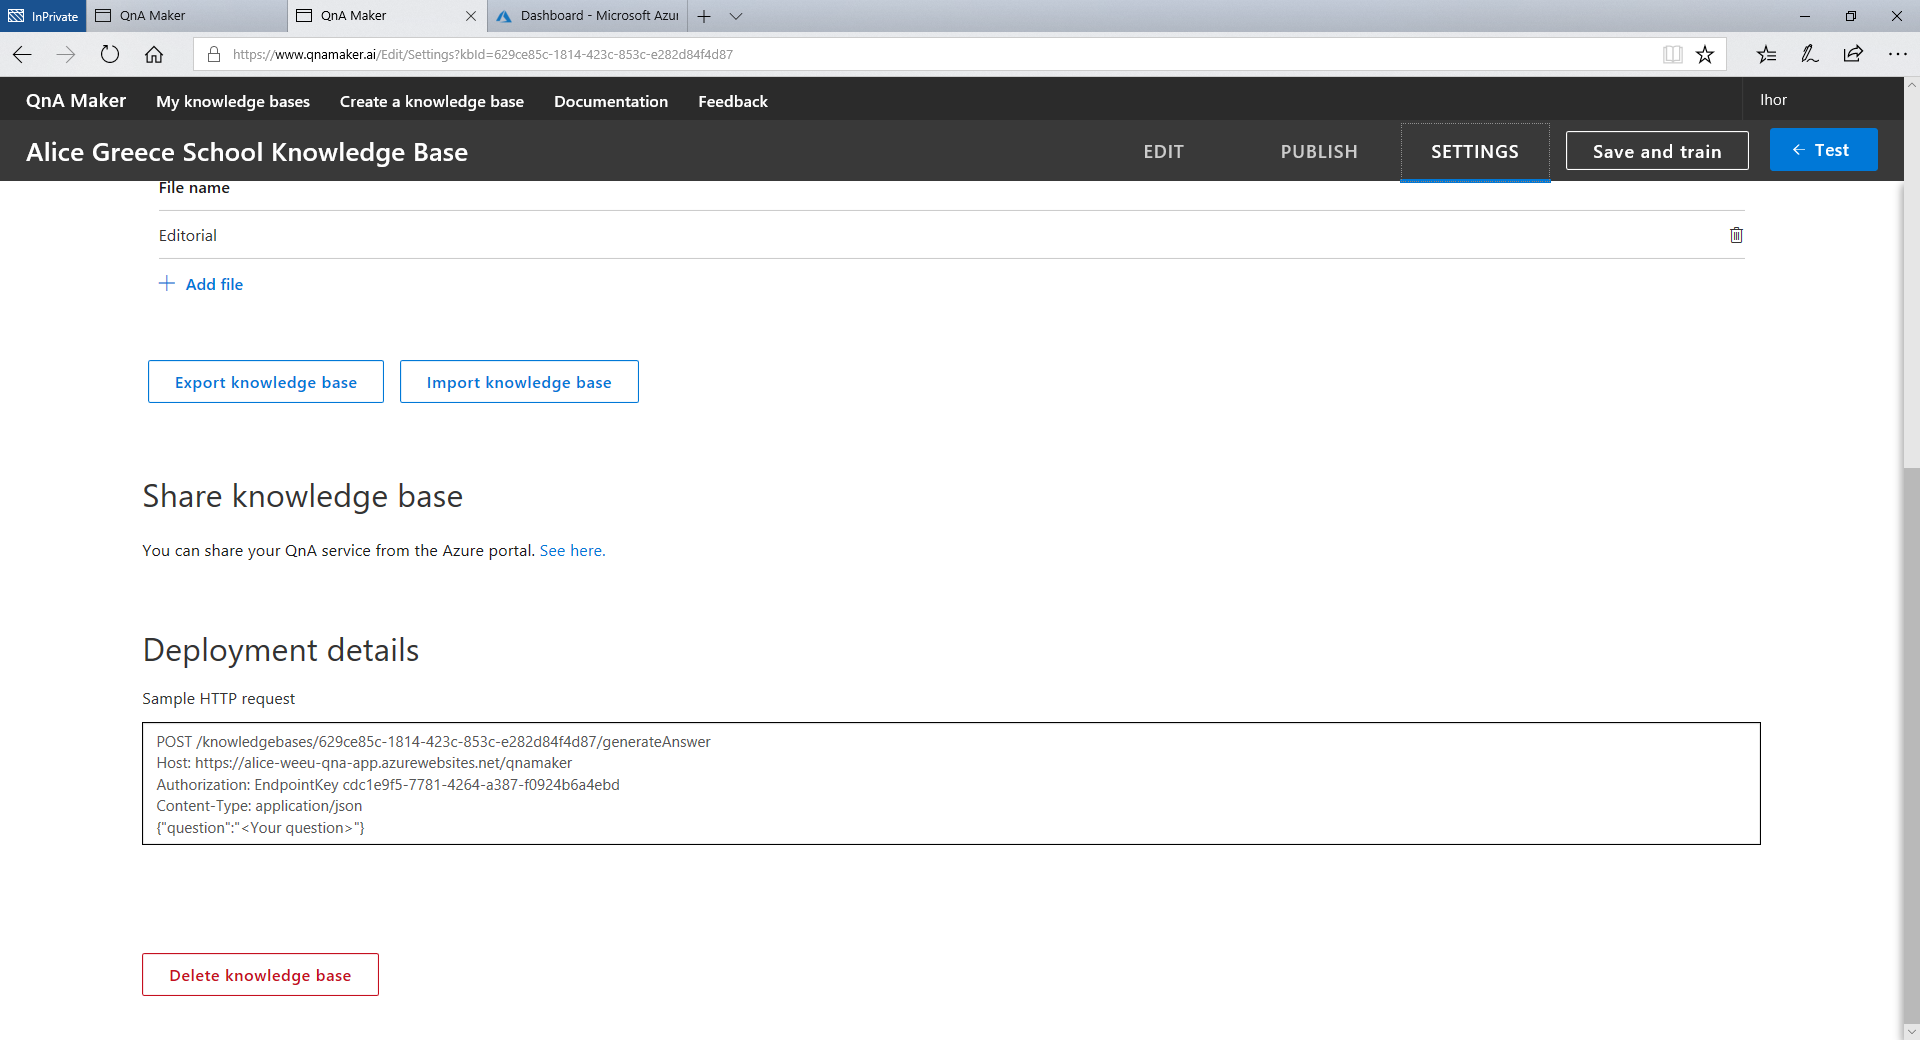 InPrivate
QnA Maker
QnA Maker
Dashboard - Microsoft Azu
https://www.qnamaker.ai/Edit/Settings?kbId=629ce85c-1814-423c-853c-e282d84f4d87
QnA Maker
My knowledge bases
Create a knowledge base
Documentation
Feedback
Ihor
Alice Greece School Knowledge Base
EDIT
PUBLISH
SETTINGS
Save and train
Test
File name
Editorial
Add file
Export knowledge base
Import knowledge base
Share knowledge base
You can share your QnA service from the Azure portal. See here.
Deployment details
Sample HTTP request
POST /knowledgebases/629ce85c-1814-423c-853c-e282d84f4d87/generateAnswer
Host: https://alice-weeu-qna-app.azurewebsites.net/qnamaker
Authorization: EndpointKey cdc1e9f5-7781-4264-a387-f0924b6a4ebd
Content-Type: application/json
{"question":"<Your question>"}
Delete knowledge base